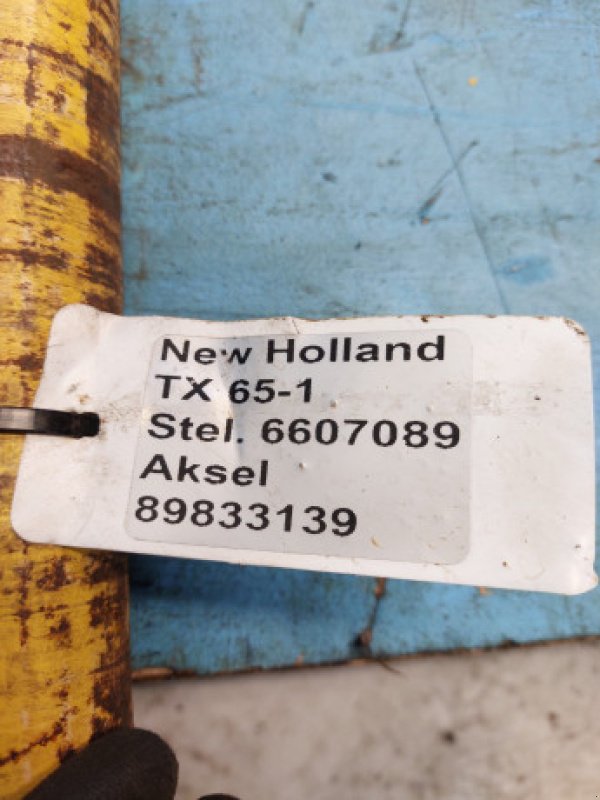 New Holland
TX 65-1
Stel. 6607089
Aksel
89833139